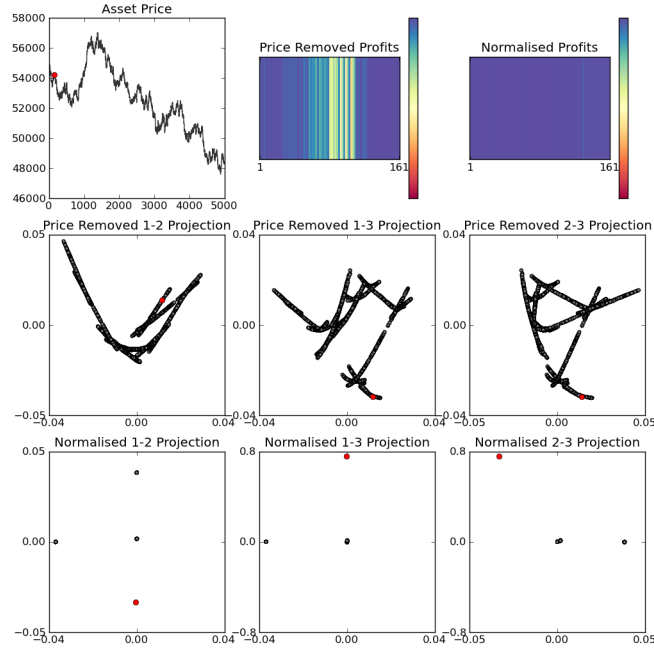 Asset Price
58000
56000
54000
52000
50000
48000
46000
0 1000 2000 3000 4000 5000
Price Removed Profits
1 161
Normalised Profits
1 161
Price Removed 1-2 Projection
0.05
0.00
−0.05
−0.04 0.00 0.04
Price Removed 1-3 Projection
0.04
0.00
−0.04
−0.04 0.00 0.04
Price Removed 2-3 Projection
0.04
0.00
−0.04
−0.05 0.00 0.05
Normalised 1-2 Projection
0.05
0.00
−0.05
−0.04 0.00 0.04
Normalised 1-3 Projection
0.8
0.0
−0.8
−0.04 0.00 0.04
Normalised 2-3 Projection
0.8
0.0
−0.8
−0.05 0.00 0.05